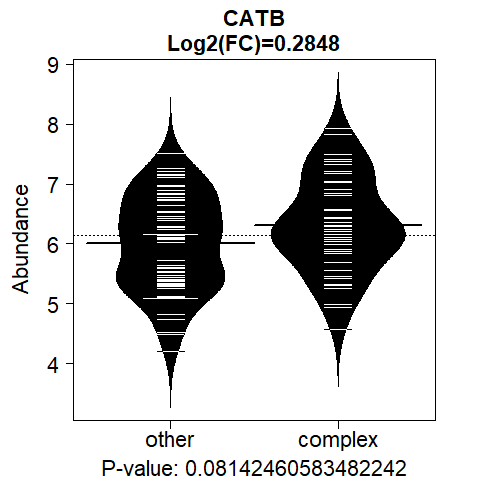 CATB
Log2(FC)=0.2848
9
8
7
6
5
4
Abundance
other complex
P-value: 0.08142460583482242